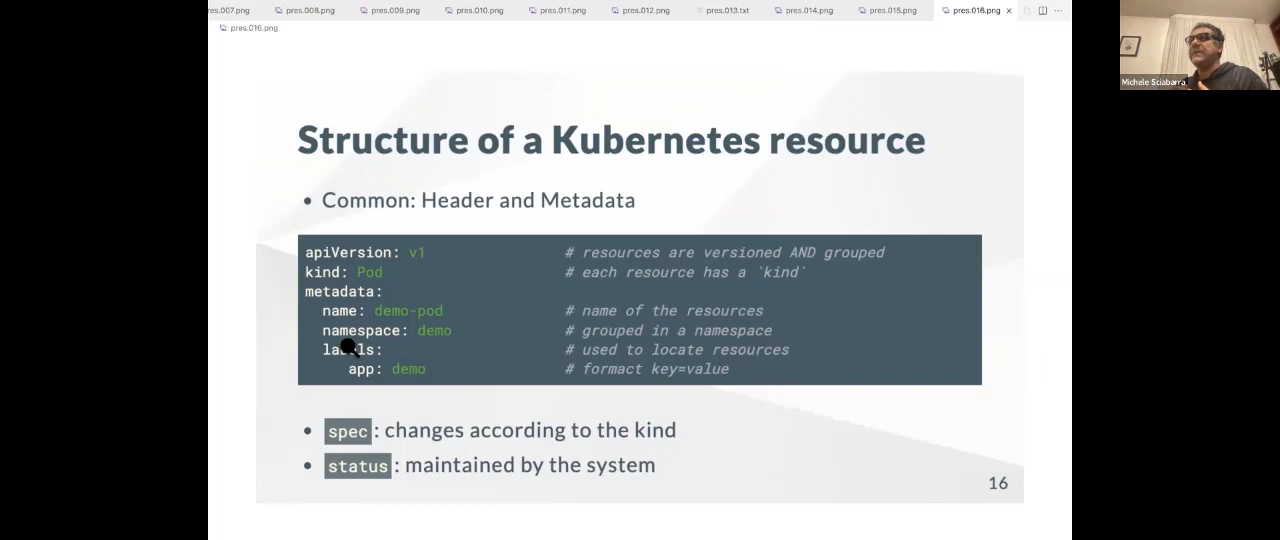 res.007.png pres.008.png pres.009.png pres.010.png pres.011.png pres.012.png pres.013.txt pres.014.png pres.015.png pres.016.png
pres.016.png
Michele Sciabarra
Structure of a Kubernetes resource
• Common: Header and Metadata
apiVersion: v1 # resources are versioned AND grouped
kind: Pod # each resource has a `kind`
metadata:
name: demo-pod # name of the resources
namespace: demo # grouped in a namespace
labels: # used to locate resources
app: demo # formact key=value
• spec: changes according to the kind
• status: maintained by the system
16